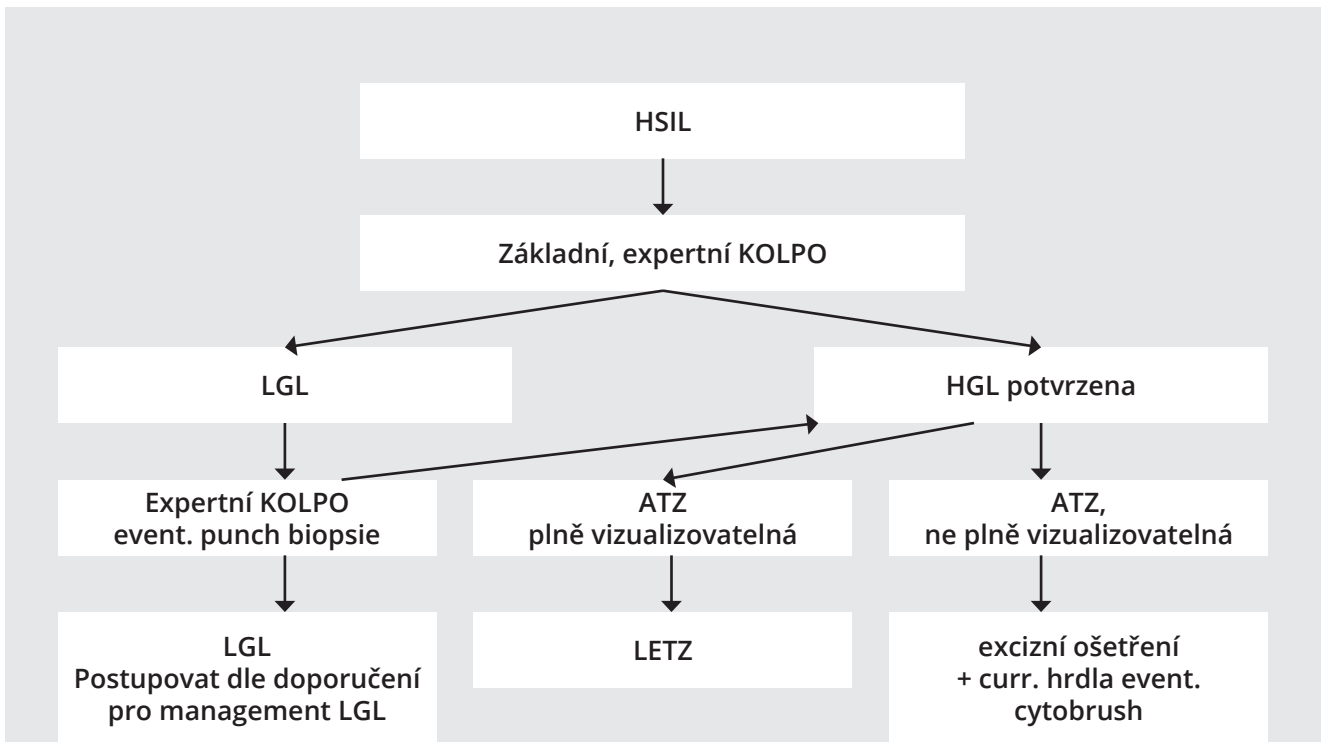 HSIL
Základní, expertní KOLPO
LGL
HGL potvrzena
Expertní KOLPO
event. punch biopsie
ATZ
plně vizualizovatelná
ATZ,
ne plně vizualizovatelná
LGL
Postupovat dle doporučení
pro management LGL
LETZ
excizní ošetření
+ curr. hrdla event.
cytobrush